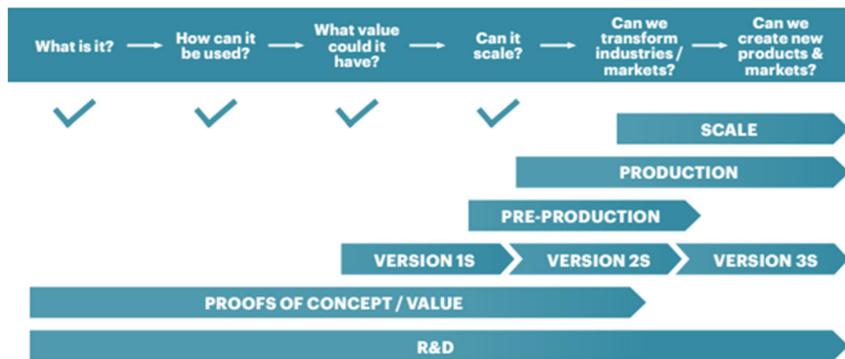 What is it?
How can it
be used?
What value
could it
have?
Can it
scale?
Can we
transform
industries /
markets?
Can we
create new
products &
markets?
SCALE
PRODUCTION
PRE-PRODUCTION
VERSION 1S
VERSION 2S
VERSION 3S
PROOFS OF CONCEPT / VALUE
R&D